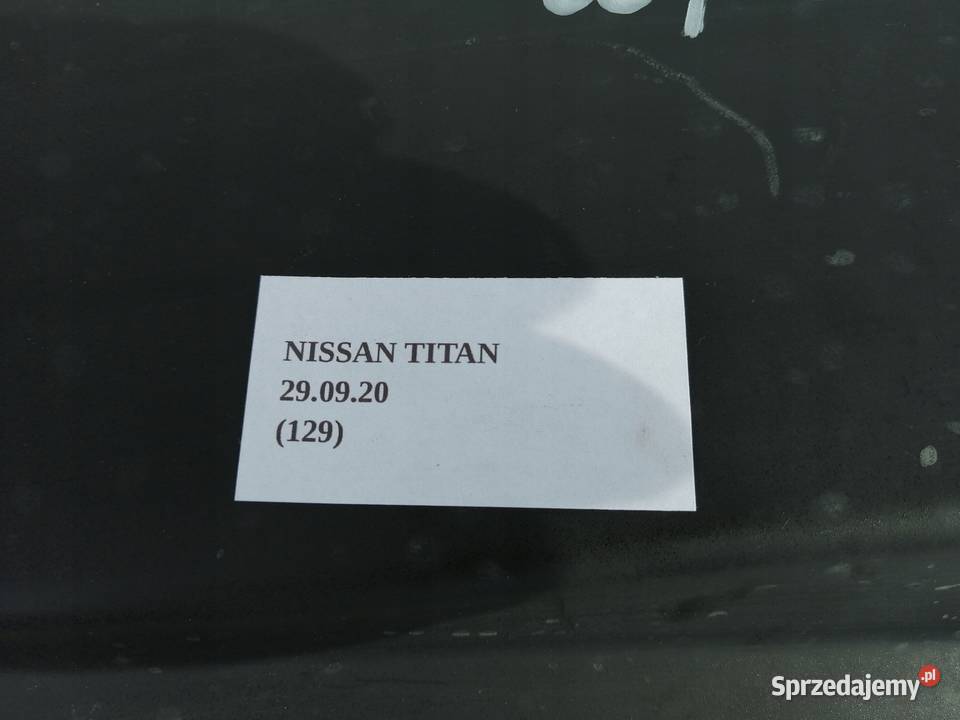 NISSAN TITAN
29.09.20
(129)
Sprzedajemy.pl